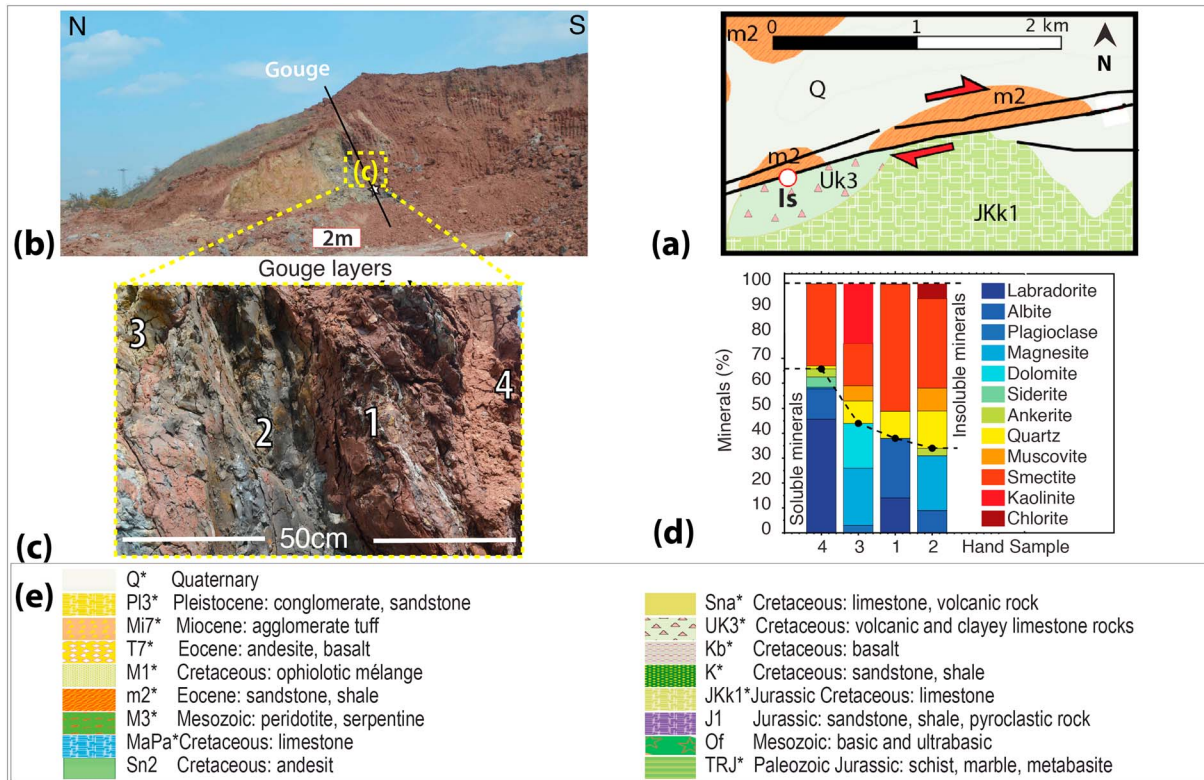 N
S
Gouge
(c)
(b)
2m
Gouge layers
3
2
1
4
(c)
50cm
m2
0
1
2 km
N
Q
m2
m2
Uk3
Is
JKk1
(a)
100
90
80
70
60
50
40
30
20
10
0
Minerals (%)
Soluble minerals
Insoluble minerals
4
3
1
2
Hand Sample
(d)
Labradorite
Albite
Plagioclase
Magnesite
Dolomite
Siderite
Ankerite
Quartz
Muscovite
Smectite
Kaolinite
Chlorite
(e)
Q* Quaternary
Pl3* Pleistocene: conglomerate, sandstone
Mi7* Miocene: agglomerate tuff
T7* Eocene: andesite, basalt
M1* Cretaceous: ophiolotic mélange
m2* Eocene: sandstone, shale
M3* Mesozoic: peridotite, serpentine
MaPa*Cretaceous: limestone
Sn2 Cretaceous: andesit
Sna* Cretaceous: limestone, volcanic rock
UK3* Cretaceous: volcanic and clayey limestone rocks
Kb* Cretaceous: basalt
K* Cretaceous: sandstone, shale
JKk1*Jurassic Cretaceous: limestone
J1 Jurassic: sandstone, shale, pyroclastic rock
Of Mesozoic: basic and ultrabasic
TRJ* Paleozoic Jurassic: schist, marble, metabasite